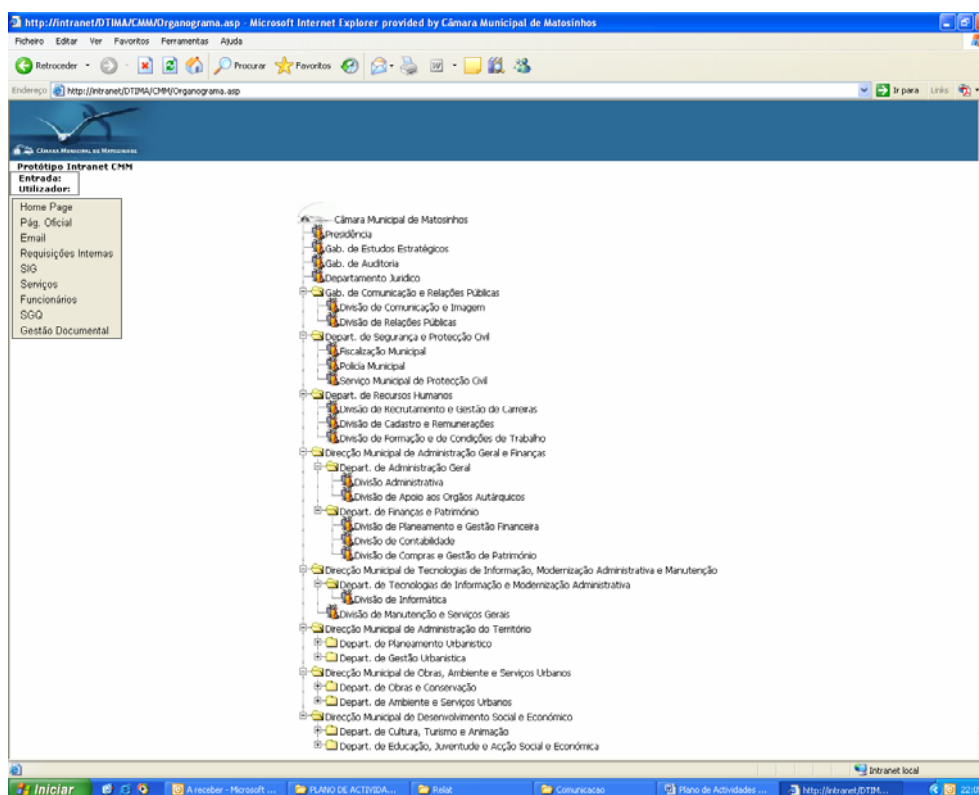 http://intranet/DTIMA/CMM/Organograma.asp - Microsoft Internet Explorer provided by Câmara Municipal de Matosinhos
Ficheiro Editar Ver Favoritos Ferramentas Ajuda
Retroceder Procurar Favoritos
Endereço http://intranet/DTIMA/CMM/Organograma.asp Ir para Links
CÂMARA MUNICIPAL DE MATOSINHOS
Protótipo Intranet CMM
Entrada:
Utilizador:
Home Page
Pág. Oficial
Email
Requisições Internas
SIG
Serviços
Funcionários
SGQ
Gestão Documental
Câmara Municipal de Matosinhos
Presidência
Gab. de Estudos Estratégicos
Gab. de Auditoria
Departamento Jurídico
Gab. de Comunicação e Relações Públicas
Divisão de Comunicação e Imagem
Divisão de Relações Públicas
Depart. de Segurança e Protecção Civil
Fiscalização Municipal
Policia Municipal
Serviço Municipal de Protecção Civil
Depart. de Recursos Humanos
Divisão de Recrutamento e Gestão de Carreiras
Divisão de Cadastro e Remunerações
Divisão de Formação e de Condições de Trabalho
Direcção Municipal de Administração Geral e Finanças
Depart. de Administração Geral
Divisão Administrativa
Divisão de Apoio aos Orgãos Autárquicos
Depart. de Finanças e Património
Divisão de Planeamento e Gestão Financeira
Divisão de Contabilidade
Divisão de Compras e Gestão de Património
Direcção Municipal de Tecnologias de Informação, Modernização Administrativa e Manutenção
Depart. de Tecnologias de Informação e Modernização Administrativa
Divisão de Informática
Divisão de Manutenção e Serviços Gerais
Direcção Municipal de Administração do Território
Depart. de Planeamento Urbanistico
Depart. de Gestão Urbanistica
Direcção Municipal de Obras, Ambiente e Serviços Urbanos
Depart. de Obras e Conservação
Depart. de Ambiente e Serviços Urbanos
Direcção Municipal de Desenvolvimento Social e Económico
Depart. de Cultura, Turismo e Animação
Depart. de Educação, Juventude e Acção Social e Económica
Intranet local
Iniciar A receber - Microsoft ... PLANO DE ACTIVIDA... Relat Comunicacao Plano de Actividades ... http://intranet/DTIM...